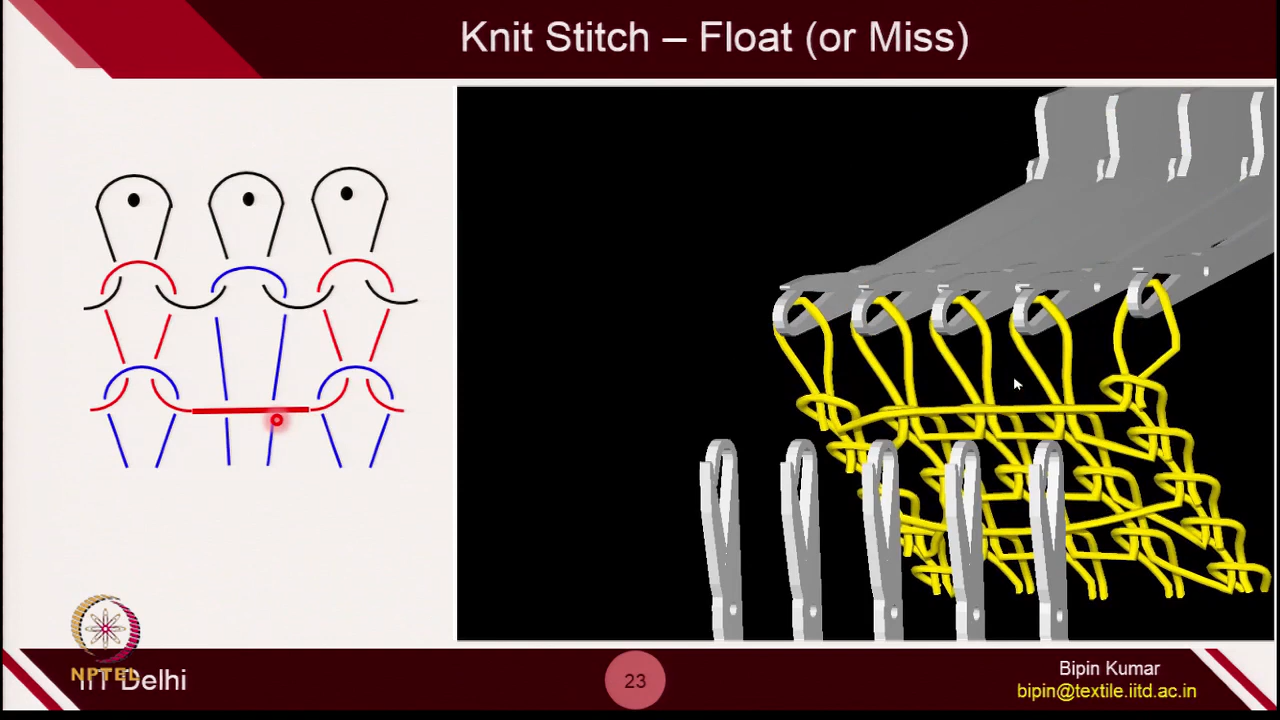 Knit Stitch – Float (or Miss)
NPTEL
IIT Delhi
23
Bipin Kumar
bipin@textile.iitd.ac.in